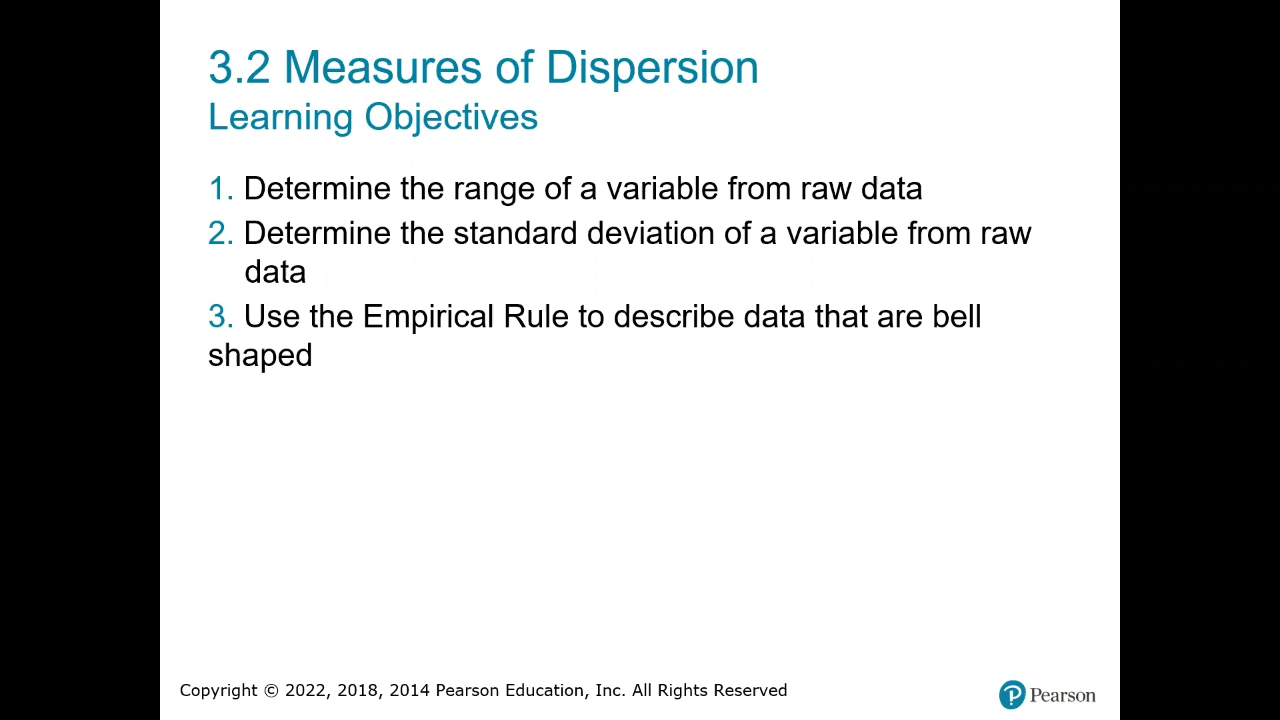 3.2 Measures of Dispersion
Learning Objectives
1. Determine the range of a variable from raw data
2. Determine the standard deviation of a variable from raw
data
3. Use the Empirical Rule to describe data that are bell
shaped
Copyright © 2022, 2018, 2014 Pearson Education, Inc. All Rights Reserved
P Pearson